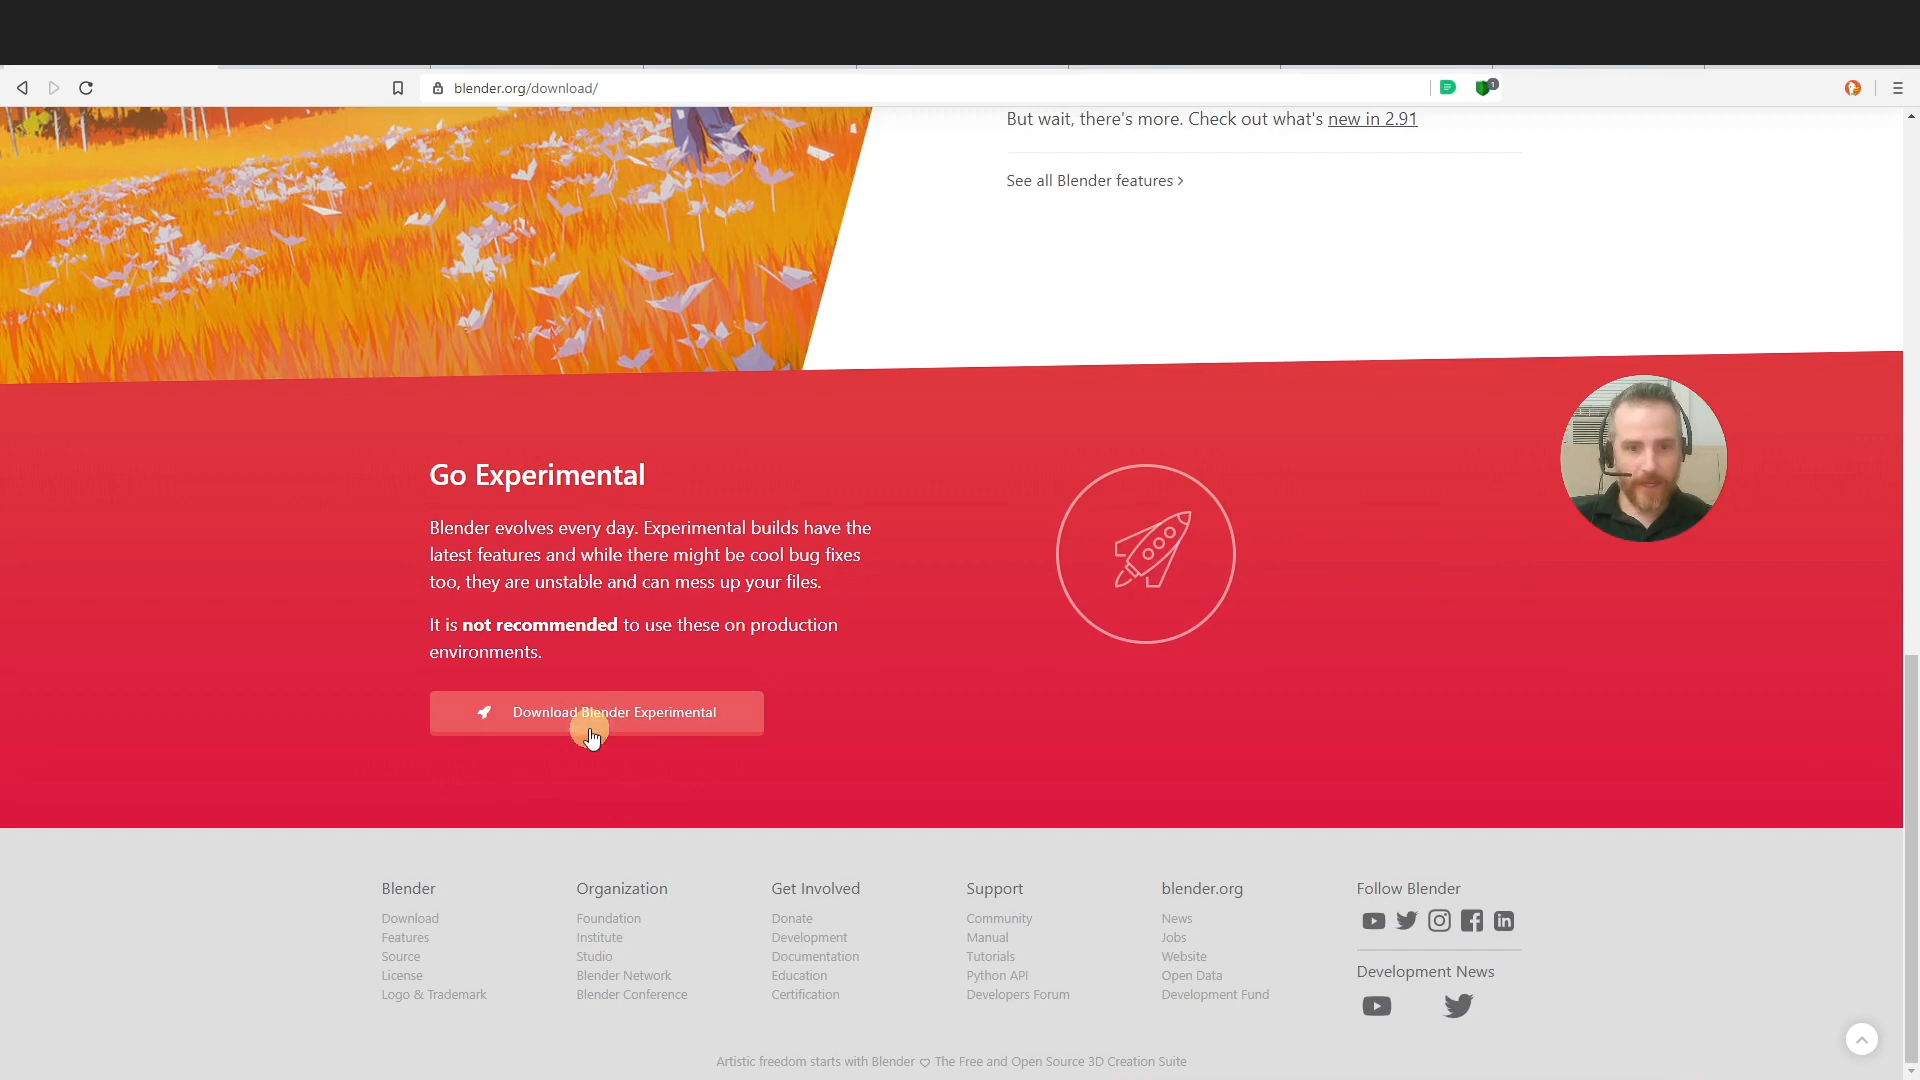 blender.org/download/
1
But wait, there's more. Check out what's new in 2.91
See all Blender features >
Go Experimental
Blender evolves every day. Experimental builds have the
latest features and while there might be cool bug fixes
too, they are unstable and can mess up your files.
It is not recommended to use these on production
environments.
Download Blender Experimental
Blender
Download
Features
Source
License
Logo & Trademark
Organization
Foundation
Institute
Studio
Blender Network
Blender Conference
Get Involved
Donate
Development
Documentation
Education
Certification
Support
Community
Manual
Tutorials
Python API
Developers Forum
blender.org
News
Jobs
Website
Open Data
Development Fund
Follow Blender
Development News
Artistic freedom starts with Blender ♡ The Free and Open Source 3D Creation Suite